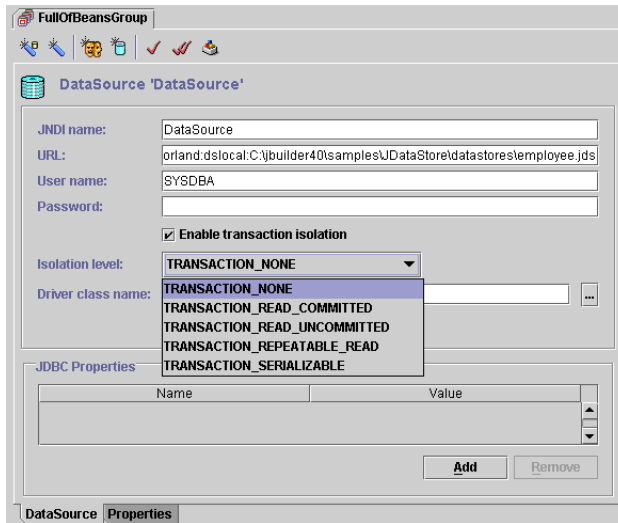 FullOfBeansGroup
DataSource 'DataSource'
JNDI name: DataSource
URL: orland:dslocal:C:\jbuilder40\samples\JDataStore\datastores\employee.jds
User name: SYSDBA
Password:
Enable transaction isolation
Isolation level: TRANSACTION_NONE
TRANSACTION_NONE
Driver class name: ...
TRANSACTION_READ_COMMITTED
TRANSACTION_READ_UNCOMMITTED
TRANSACTION_REPEATABLE_READ
TRANSACTION_SERIALIZABLE
JDBC Properties
Name Value
Add Remove
DataSource Properties